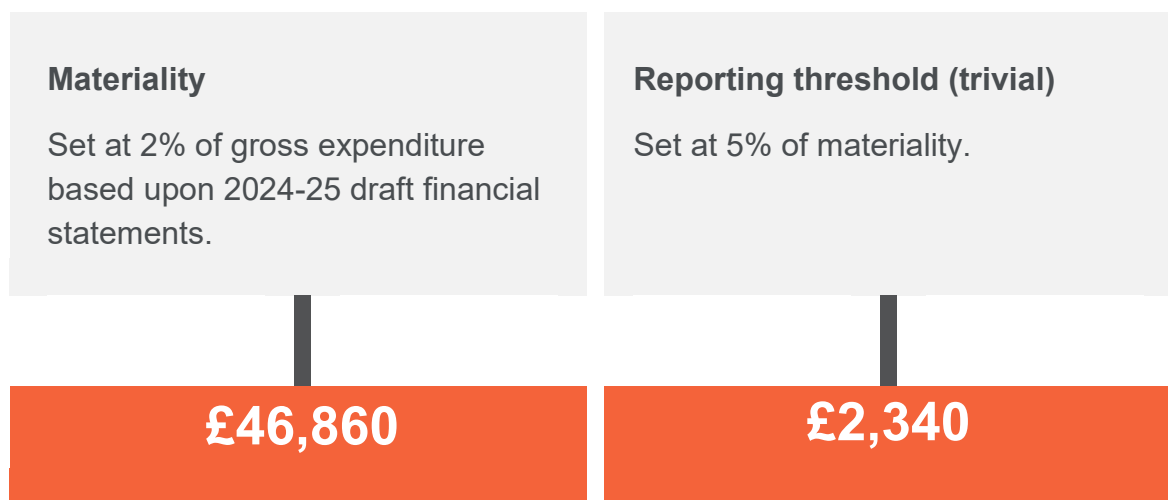 Materiality
Set at 2% of gross expenditure
based upon 2024-25 draft financial
statements.
£46,860
Reporting threshold (trivial)
Set at 5% of materiality.
£2,340